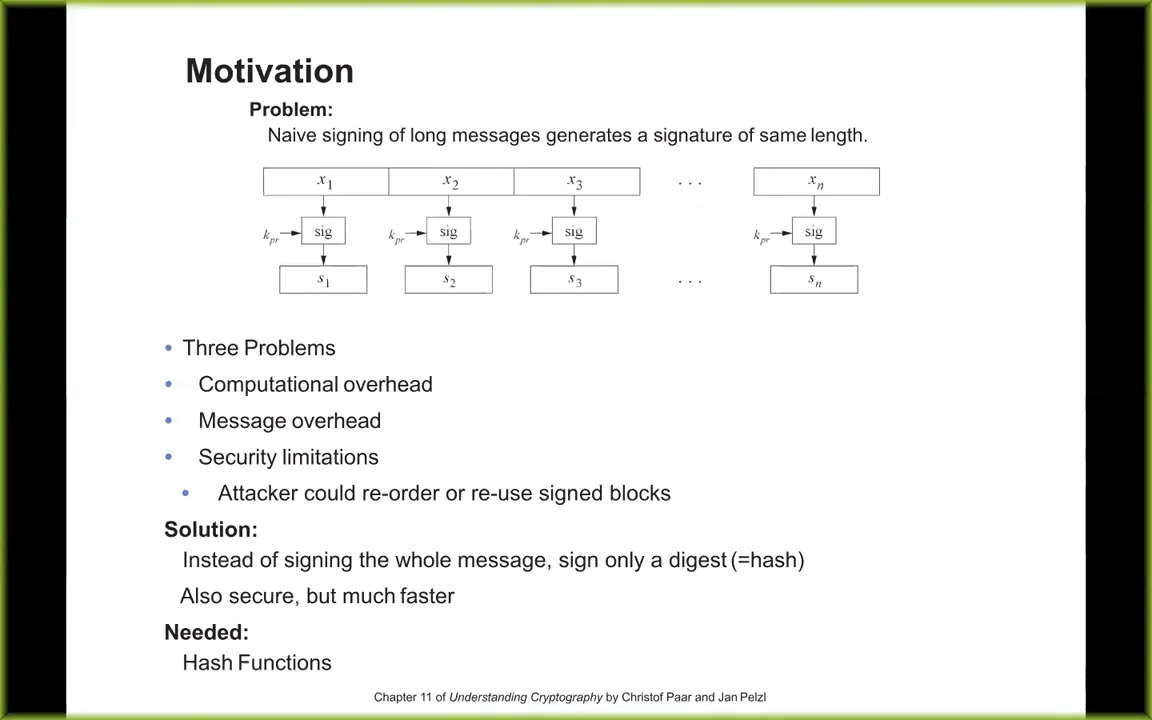 Motivation
Problem:
Naive signing of long messages generates a signature of same length.
x1 x2 x3 . . . xn
kpr sig kpr sig kpr sig kpr sig
s1 s2 s3 . . . sn
• Three Problems
• Computational overhead
• Message overhead
• Security limitations
• Attacker could re-order or re-use signed blocks
Solution:
Instead of signing the whole message, sign only a digest (=hash)
Also secure, but much faster
Needed:
Hash Functions
Chapter 11 of Understanding Cryptography by Christof Paar and Jan Pelzl